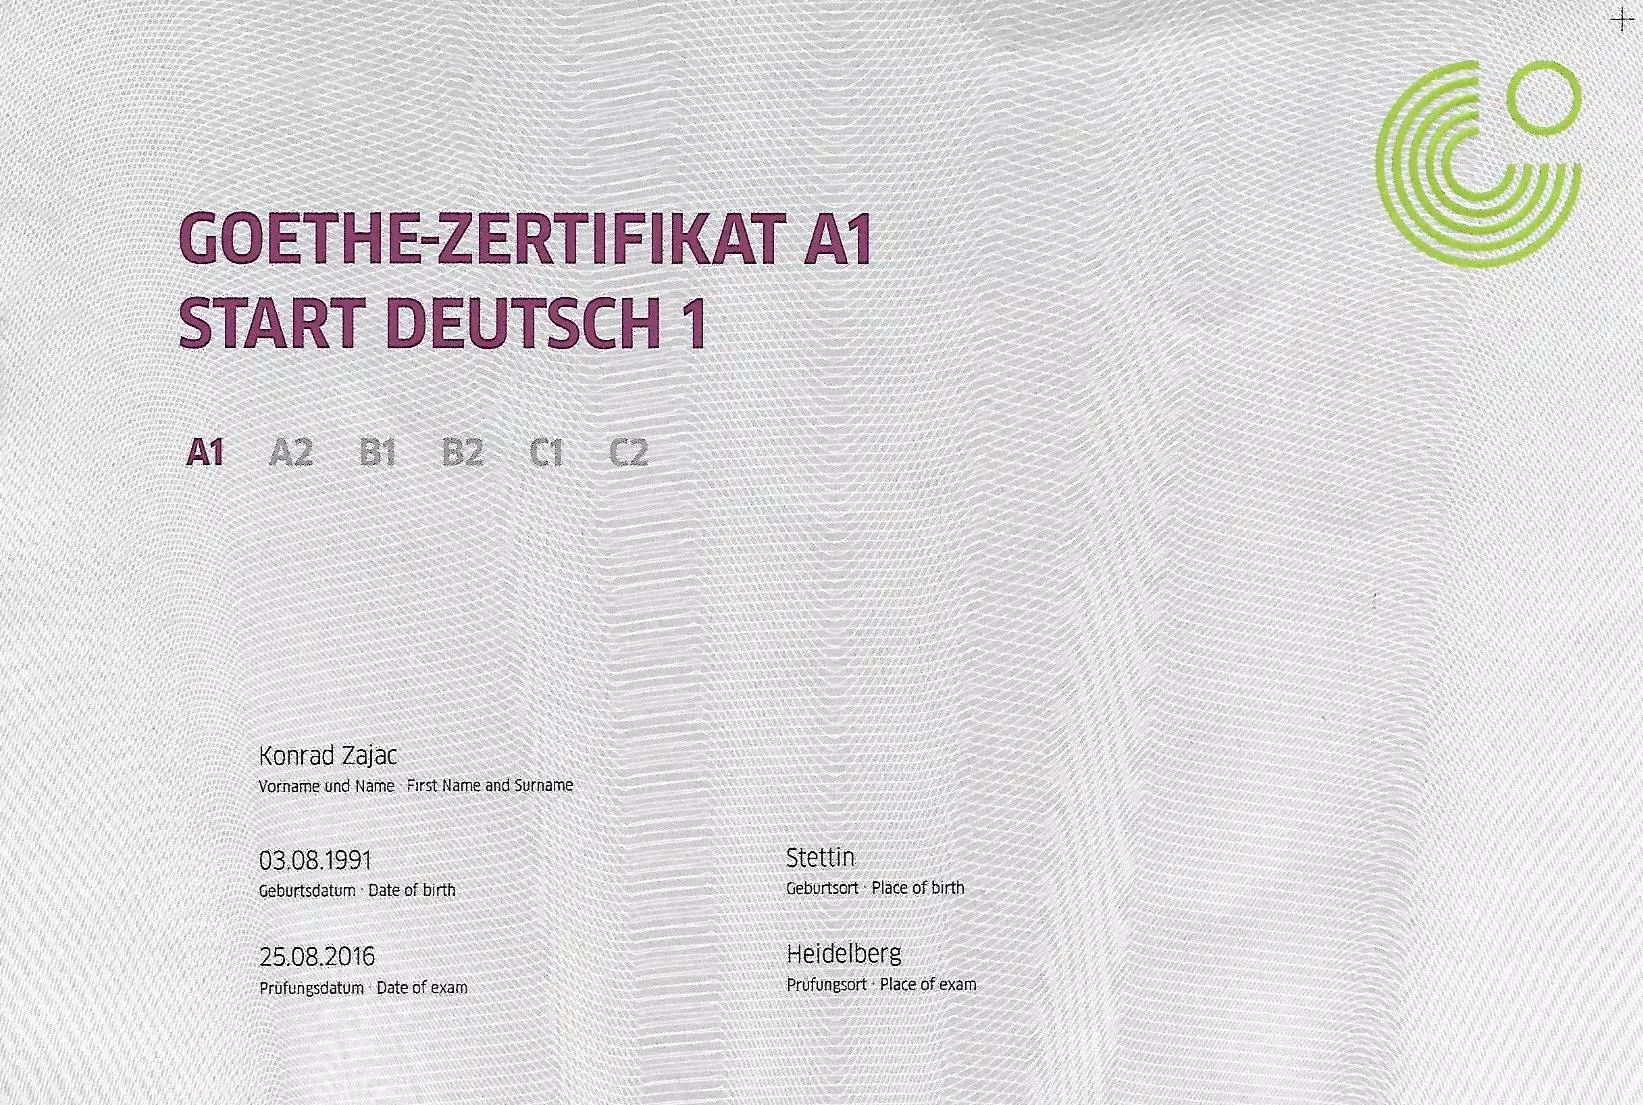 GOETHE-ZERTIFIKAT A1
START DEUTSCH 1
A1 A2 B1 B2 C1 C2
Konrad Zajac
Vorname und Name · First Name and Surname
03.08.1991
Geburtsdatum · Date of birth
Stettin
Geburtsort · Place of birth
25.08.2016
Prüfungsdatum · Date of exam
Heidelberg
Prüfungsort · Place of exam